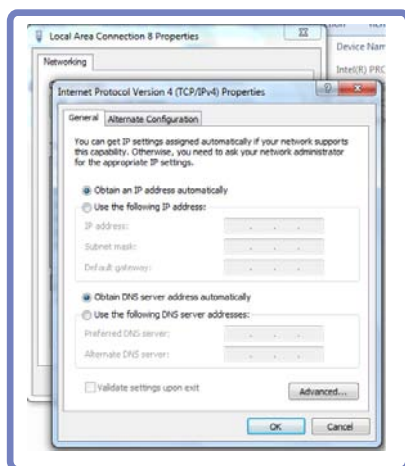 Local Area Connection 8 Properties
Device Nam
Networking
Intel(R) PRO
Internet Protocol Version 4 (TCP/IPv4) Properties
General
Alternate Configuration
You can get IP settings assigned automatically if your network supports
this capability. Otherwise, you need to ask your network administrator
for the appropriate IP settings.
Obtain an IP address automatically
Use the following IP address:
IP address:
Subnet mask:
Default gateway:
Obtain DNS server address automatically
Use the following DNS server addresses:
Preferred DNS server:
Alternate DNS server:
Validate settings upon exit
Advanced...
OK
Cancel